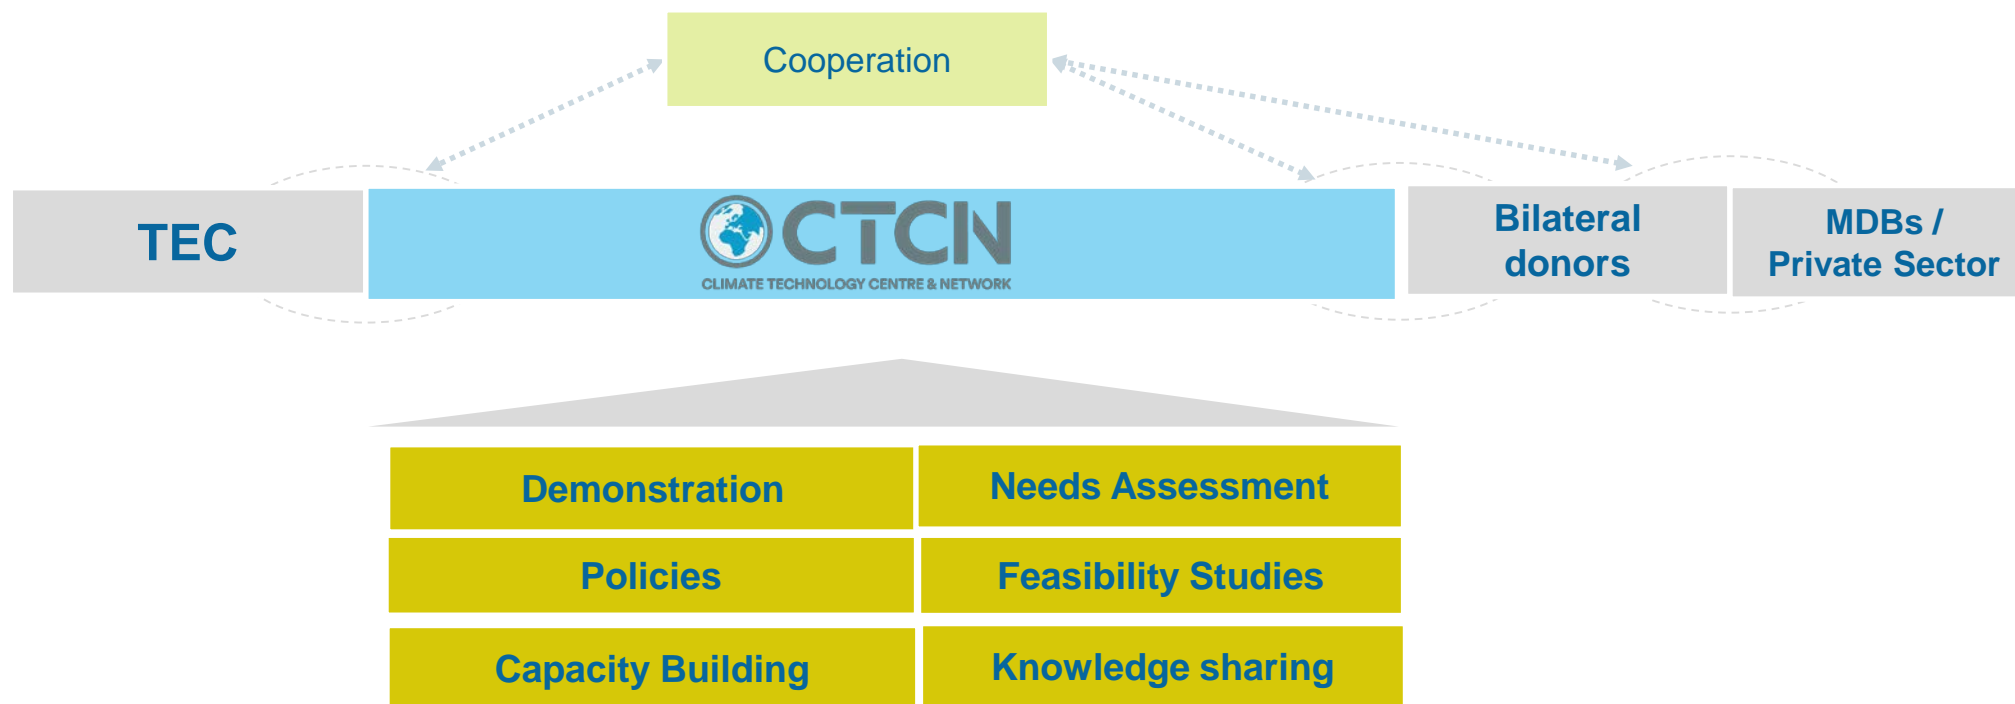 Cooperation
TEC
CTCN
CLIMATE TECHNOLOGY CENTRE & NETWORK
Bilateral
donors
MDBs /
Private Sector
Demonstration
Needs Assessment
Policies
Feasibility Studies
Capacity Building
Knowledge sharing